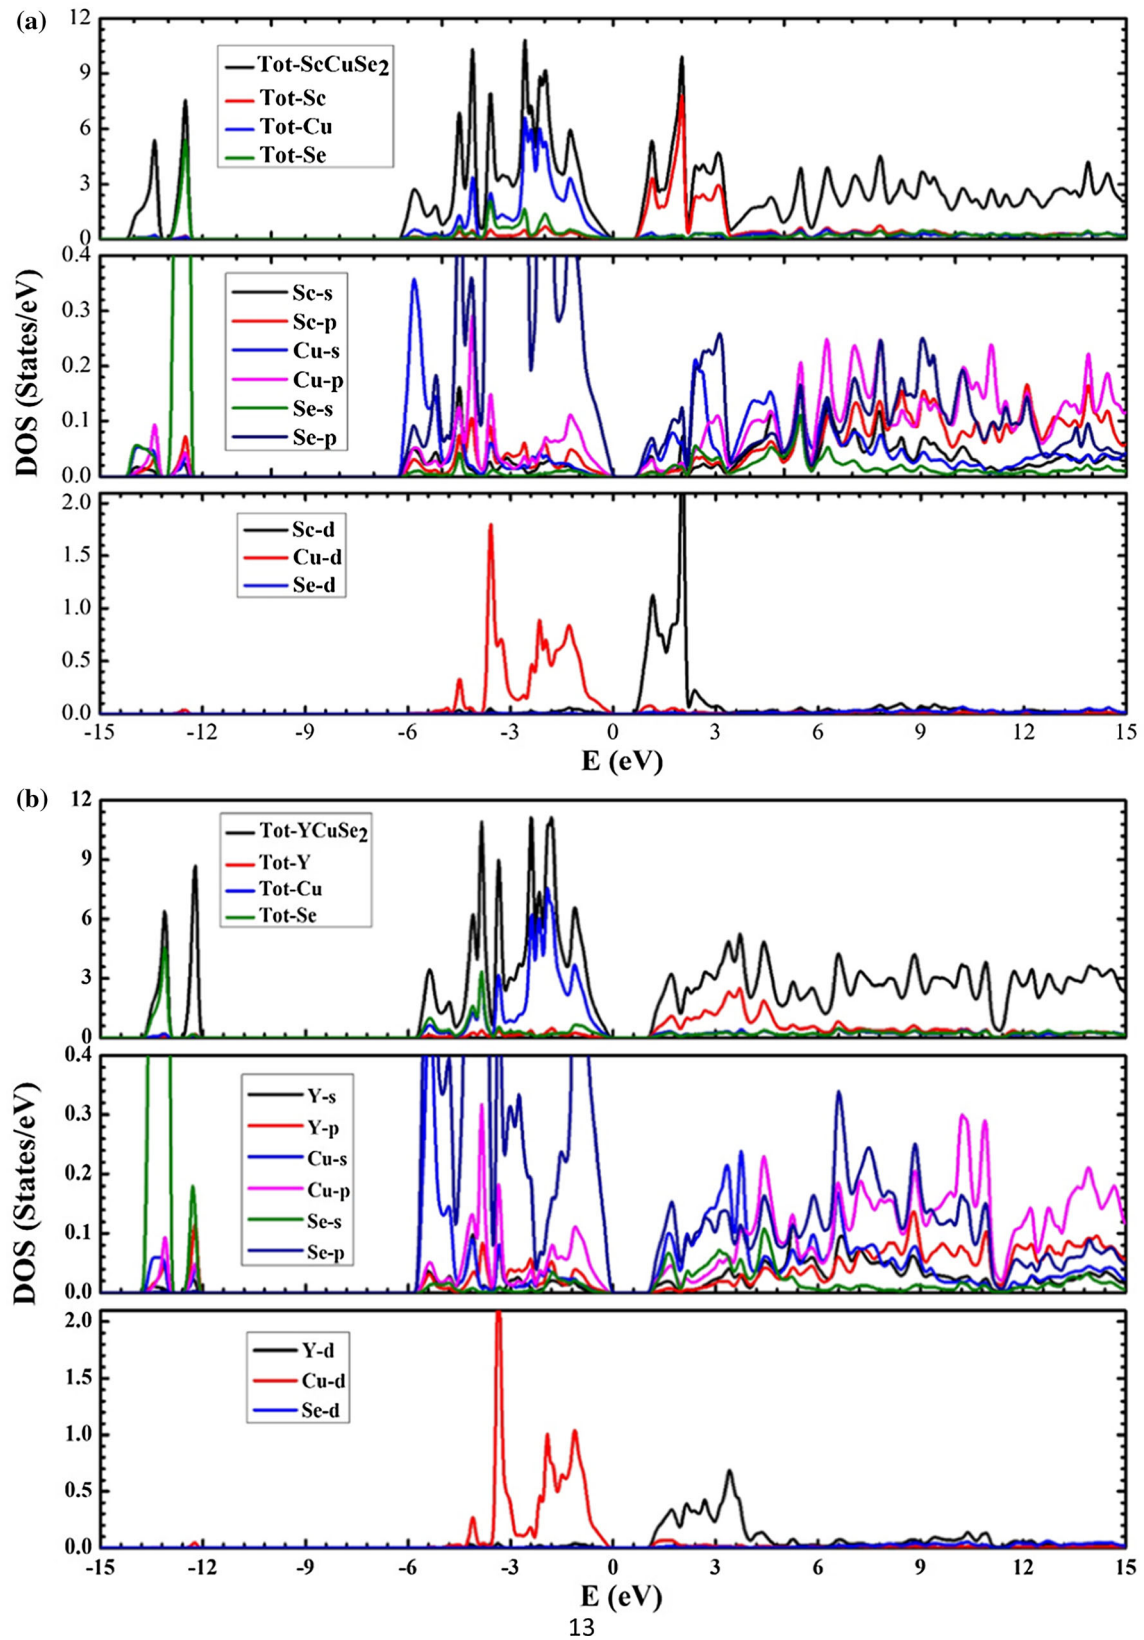 (a)
12
9
6
3
0
Tot-ScCuSe2
Tot-Sc
Tot-Cu
Tot-Se
DOS (States/eV)
0.4
0.3
0.2
0.1
0.0
Sc-s
Sc-p
Cu-s
Cu-p
Se-s
Se-p
2.0
1.5
1.0
0.5
0.0
Sc-d
Cu-d
Se-d
-15 -12 -9 -6 -3 0 3 6 9 12 15
E (eV)
(b)
12
9
6
3
0
Tot-YCuSe2
Tot-Y
Tot-Cu
Tot-Se
DOS (States/eV)
0.4
0.3
0.2
0.1
0.0
Y-s
Y-p
Cu-s
Cu-p
Se-s
Se-p
2.0
1.5
1.0
0.5
0.0
Y-d
Cu-d
Se-d
-15 -12 -9 -6 -3 0 3 6 9 12 15
E (eV)
13